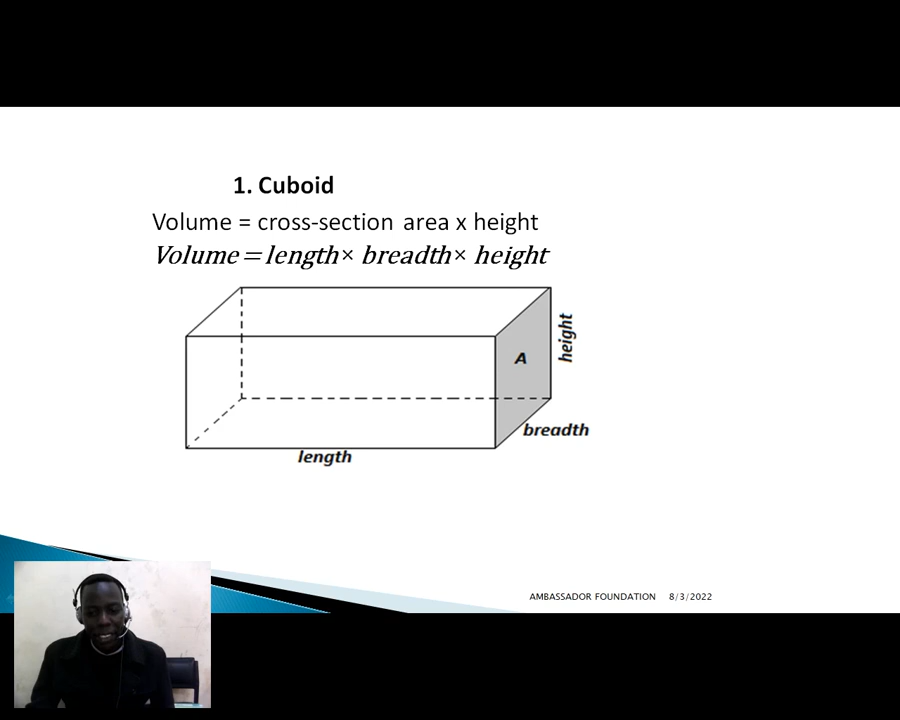 1. Cuboid
Volume = cross-section area x height
Volume = length× breadth× height
height
A
breadth
length
AMBASSADOR FOUNDATION 8/3/2022